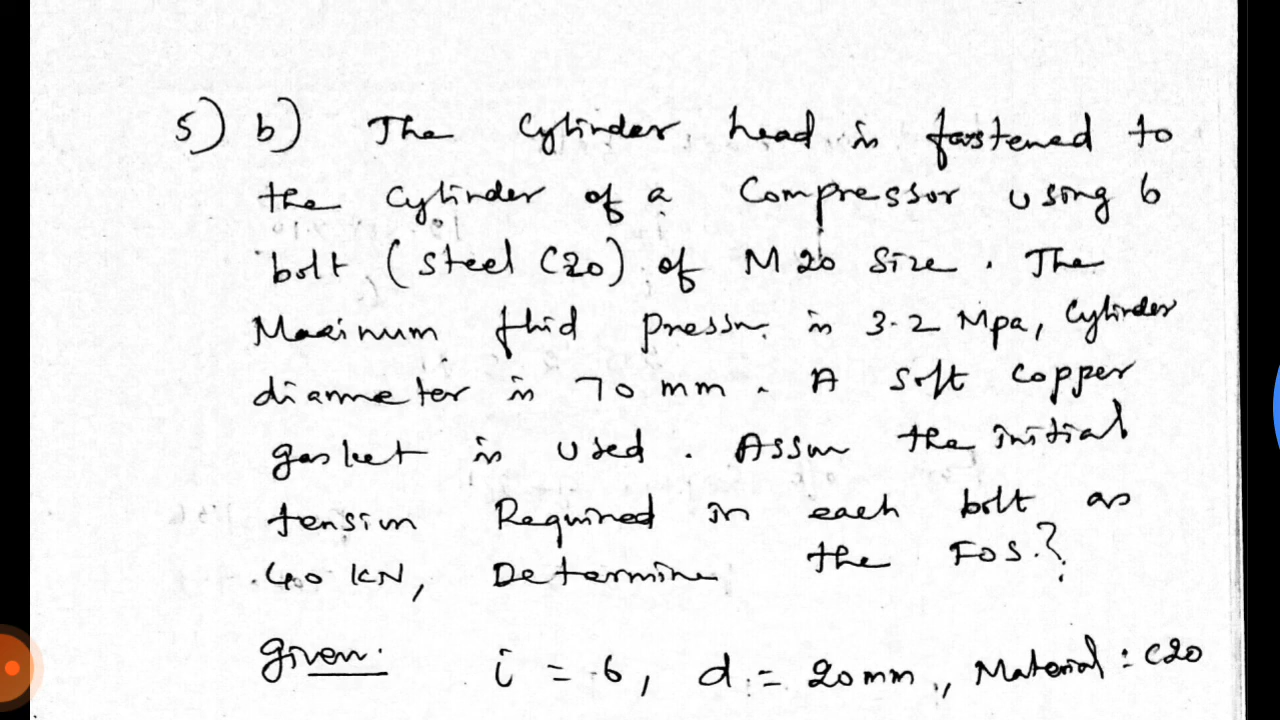 5) b) The Cylinder head is fastened to
the Cylinder of a Compressor using 6
bolt (Steel C20) of M20 Size. The
Maximum fluid pressure is 3.2 Mpa, Cylinder
diameter is 70 mm. A soft copper
gasket is used. Assum the initial
tension Required in each bolt as
40 KN, Determine the FOS.?
Given: i = 6, d = 20mm, Material: C20